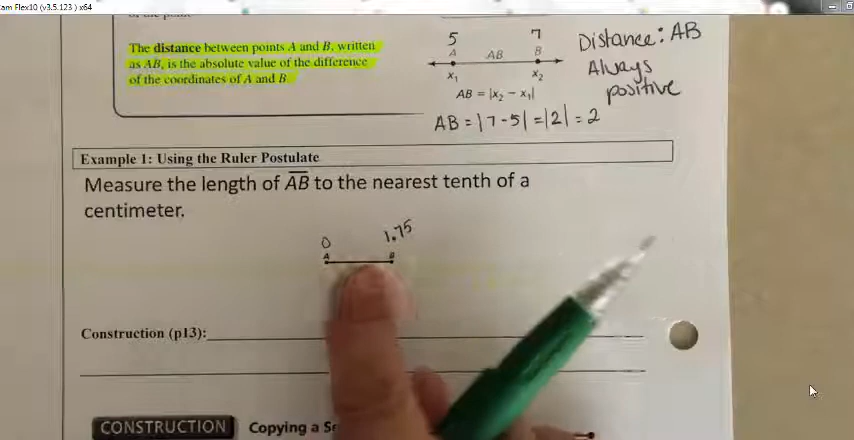 am Flex10 (v3.5.123 ) x64
The distance between points A and B, written
as AB, is the absolute value of the difference
of the coordinates of A and B.
5 7
A AB B
x₁ x₂
AB = |x₂ − x₁|
AB = |7-5| = |2| = 2
Distance: AB
Always
positive
Example 1: Using the Ruler Postulate
Measure the length of A̅B̅ to the nearest tenth of a
centimeter.
0 1.75
A B
Construction (p13):
CONSTRUCTION Copying a